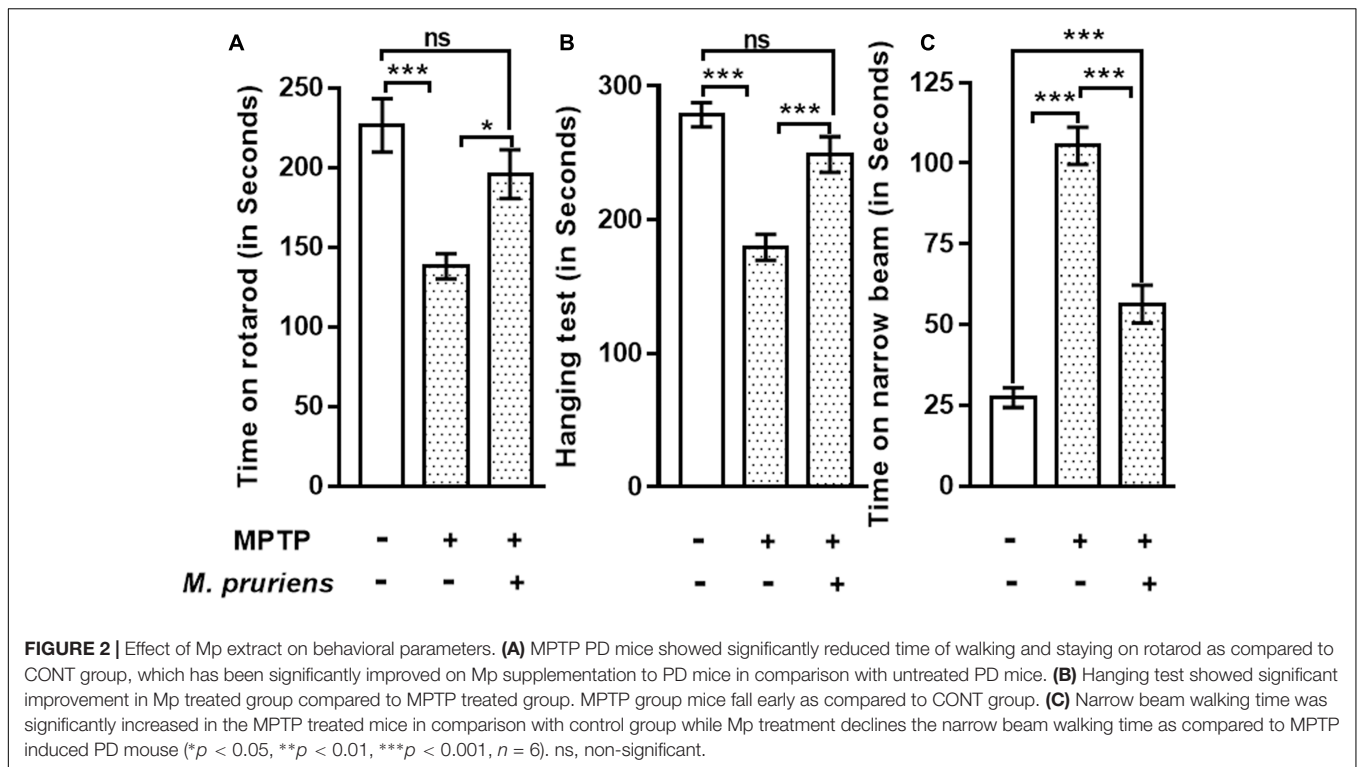 A
ns
***
*
Time on rotarod (in Seconds)
250
200
150
100
50
0
B
ns
***
***
Hanging test (in Seconds)
300
200
100
0
C
***
***
***
Time on narrow beam (in Seconds)
125
100
75
50
25
0
MPTP - + + - + + - + +
M. pruriens - - + - - + - - +
FIGURE 2 | Effect of Mp extract on behavioral parameters. (A) MPTP PD mice showed significantly reduced time of walking and staying on rotarod as compared to
CONT group, which has been significantly improved on Mp supplementation to PD mice in comparison with untreated PD mice. (B) Hanging test showed significant
improvement in Mp treated group compared to MPTP treated group. MPTP group mice fall early as compared to CONT group. (C) Narrow beam walking time was
significantly increased in the MPTP treated mice in comparison with control group while Mp treatment declines the narrow beam walking time as compared to MPTP
induced PD mouse (*p < 0.05, **p < 0.01, ***p < 0.001, n = 6). ns, non-significant.